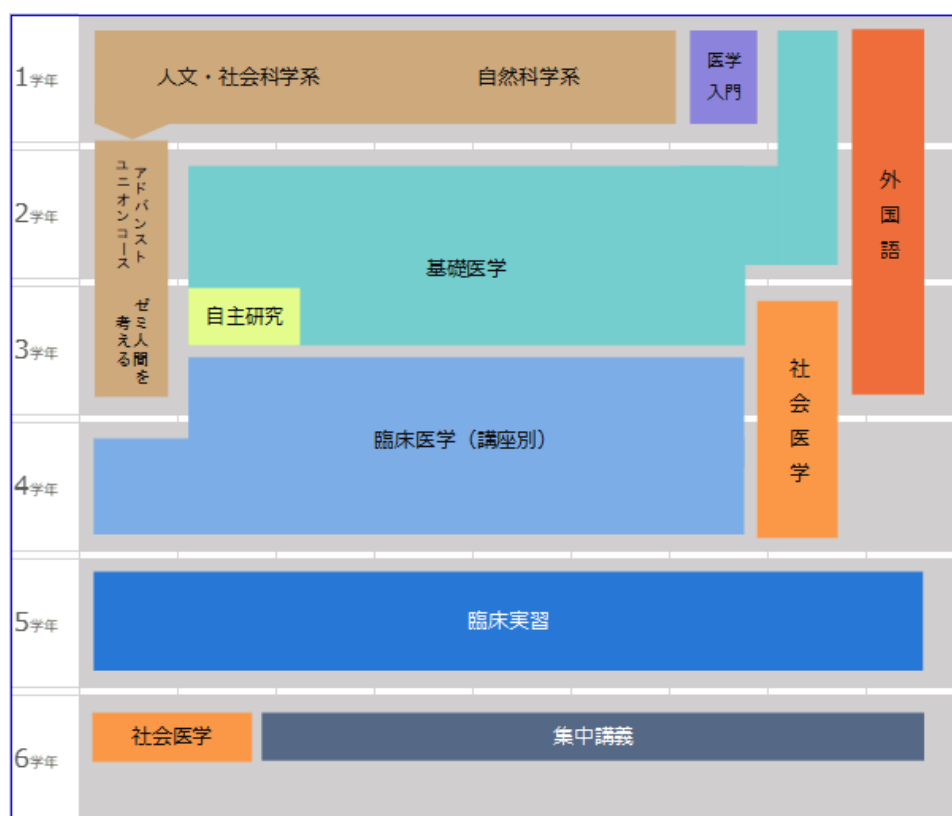 1学年
人文・社会科学系
自然科学系
医学
入門
2学年
アドバンスト
ユニオンコース
基礎医学
外国語
3学年
ゼミ人間を
考える
自主研究
社会医学
4学年
臨床医学（講座別）
5学年
臨床実習
6学年
社会医学
集中講義